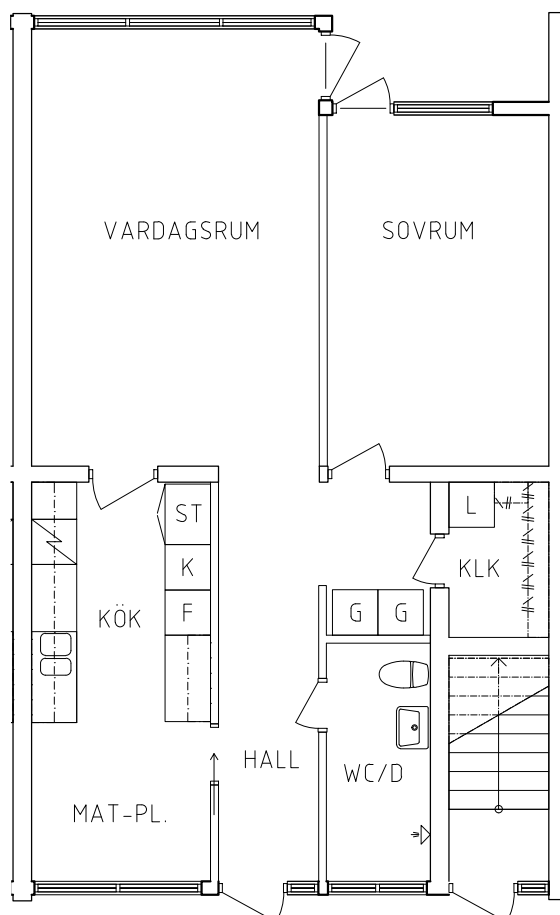 VARDAGSRUM
SOVRUM
ST
L
K
KLK
F
KÖK
G G
HALL
WC/D
MAT-PL.